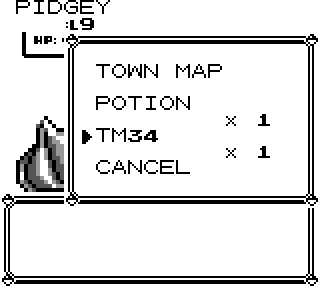 PIDGEY
:L9
HP:
TOWN MAP
POTION
× 1
▶TM34
× 1
CANCEL